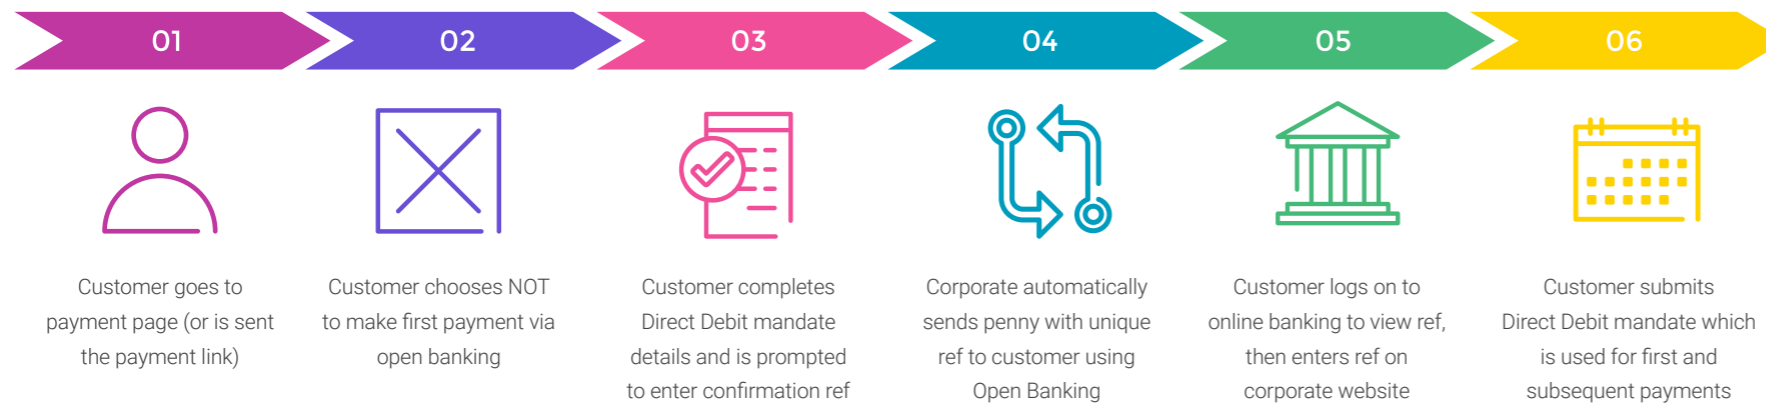 01
02
03
04
05
06
Customer goes to
payment page (or is sent
the payment link)
Customer chooses NOT
to make first payment via
open banking
Customer completes
Direct Debit mandate
details and is prompted
to enter confirmation ref
Corporate automatically
sends penny with unique
ref to customer using
Open Banking
Customer logs on to
online banking to view ref,
then enters ref on
corporate website
Customer submits
Direct Debit mandate which
is used for first and
subsequent payments